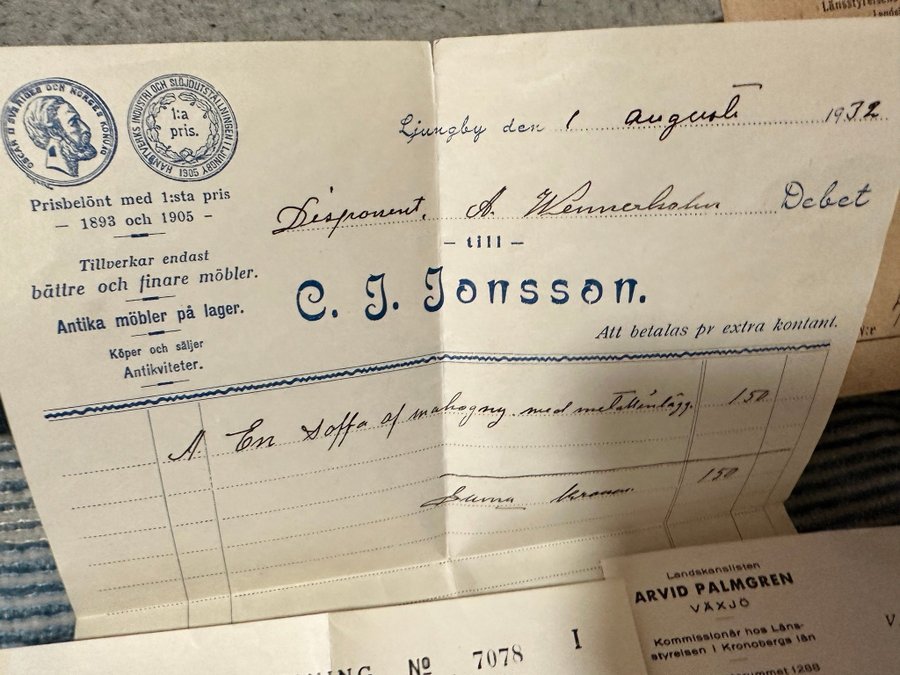 Länsstyrelsens
OSCAR II SVERIGES OCH NORGES KONUNG
HANDTVERKS INDUSTRI OCH SLÖJDUTSTÄLLNINGEN I LJUNGBY 1905
1:a
pris.
Ljungby den 1 augusti 1932
Prisbelönt med 1:sta pris
— 1893 och 1905 —
Disponent, A. Wennerholm Debet
— till —
Tillverkar endast
bättre och finare möbler.
C. J. Jonsson.
Antika möbler på lager.
Att betalas pr extra kontant.
Köper och säljer
Antikviteter.
En soffa af mahogny med metallinlägg. 150
Summa kronor 150
Landskanslisten
ARVID PALMGREN
VÄXJÖ
Kommissionär hos Läns-
styrelsen i Kronobergs län
1288
No 7078 I